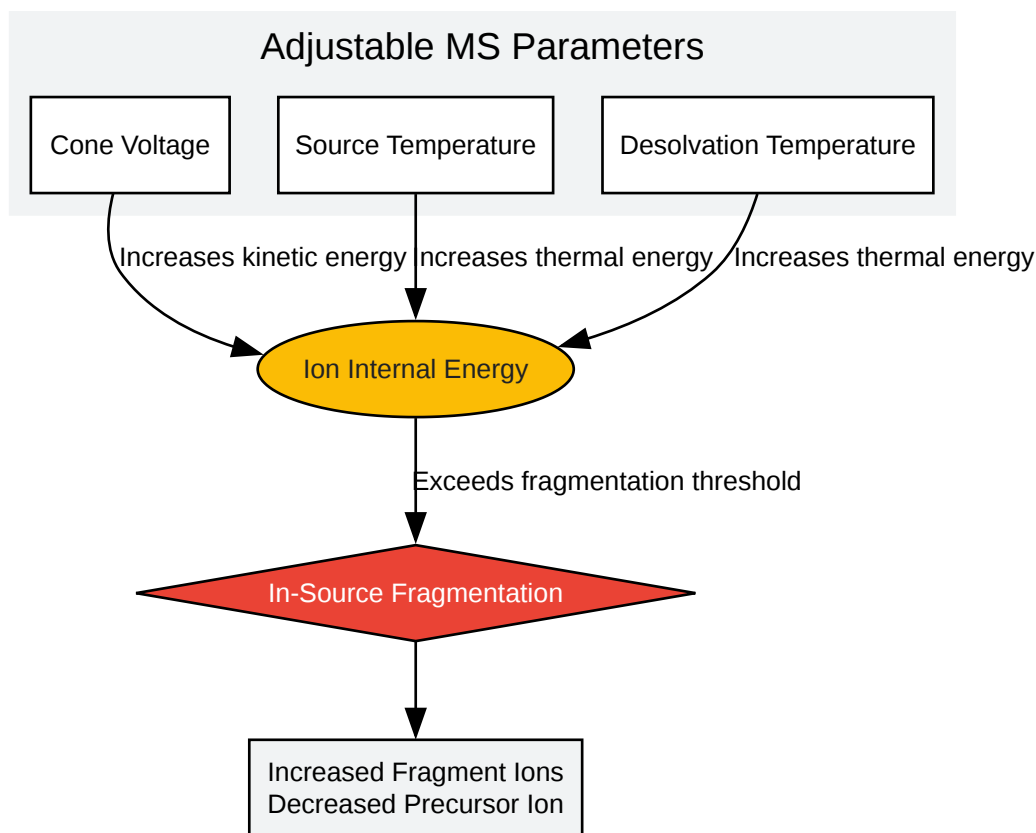 Adjustable MS Parameters
Cone Voltage
Source Temperature
Desolvation Temperature
Increases kinetic energy
Increases thermal energy
Increases thermal energy
Ion Internal Energy
Exceeds fragmentation threshold
In-Source Fragmentation
Increased Fragment Ions
Decreased Precursor Ion